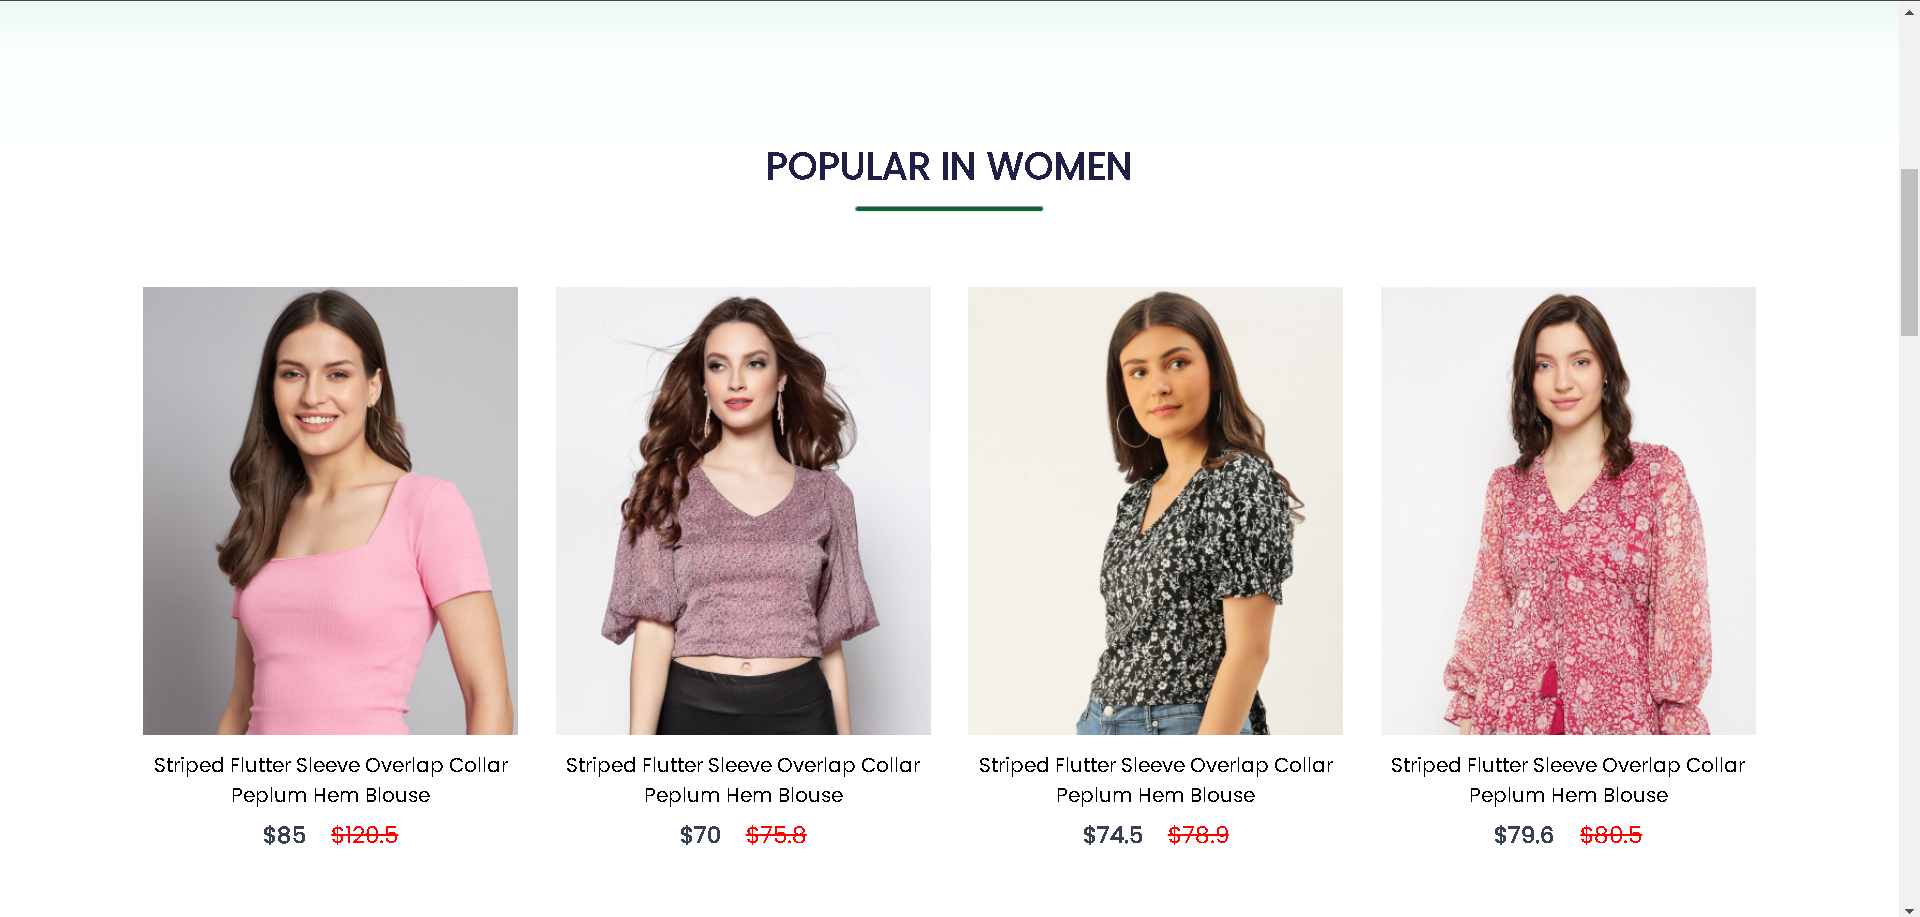 POPULAR IN WOMEN
Striped Flutter Sleeve Overlap Collar
Peplum Hem Blouse
$85 $120.5
Striped Flutter Sleeve Overlap Collar
Peplum Hem Blouse
$70 $75.8
Striped Flutter Sleeve Overlap Collar
Peplum Hem Blouse
$74.5 $78.9
Striped Flutter Sleeve Overlap Collar
Peplum Hem Blouse
$79.6 $80.5